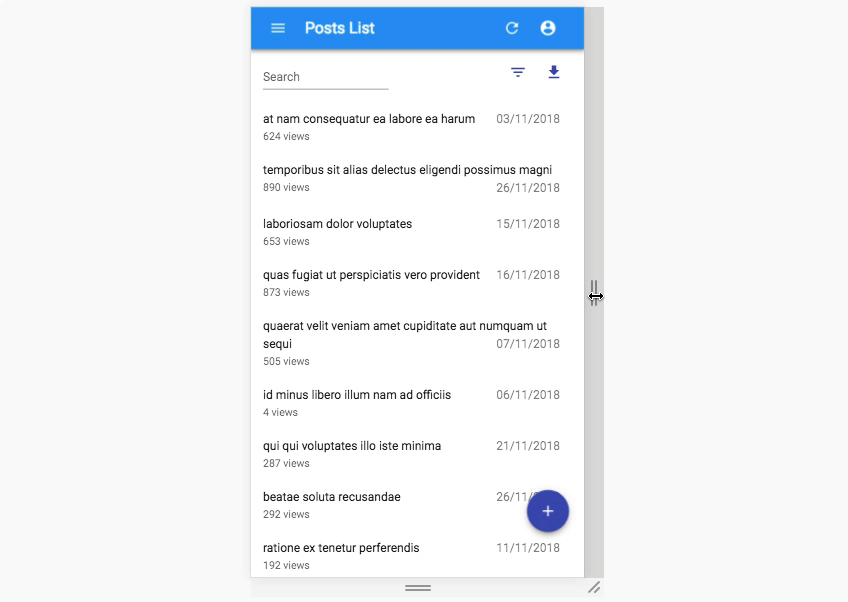 Posts List
Search
at nam consequatur ea labore ea harum 03/11/2018
624 views
temporibus sit alias delectus eligendi possimus magni
890 views 26/11/2018
laboriosam dolor voluptates 15/11/2018
653 views
quas fugiat ut perspiciatis vero provident 16/11/2018
873 views
quaerat velit veniam amet cupiditate aut numquam ut
sequi 07/11/2018
505 views
id minus libero illum nam ad officiis 06/11/2018
4 views
qui qui voluptates illo iste minima 21/11/2018
287 views
beatae soluta recusandae 26/11/
292 views
ratione ex tenetur perferendis 11/11/2018
192 views